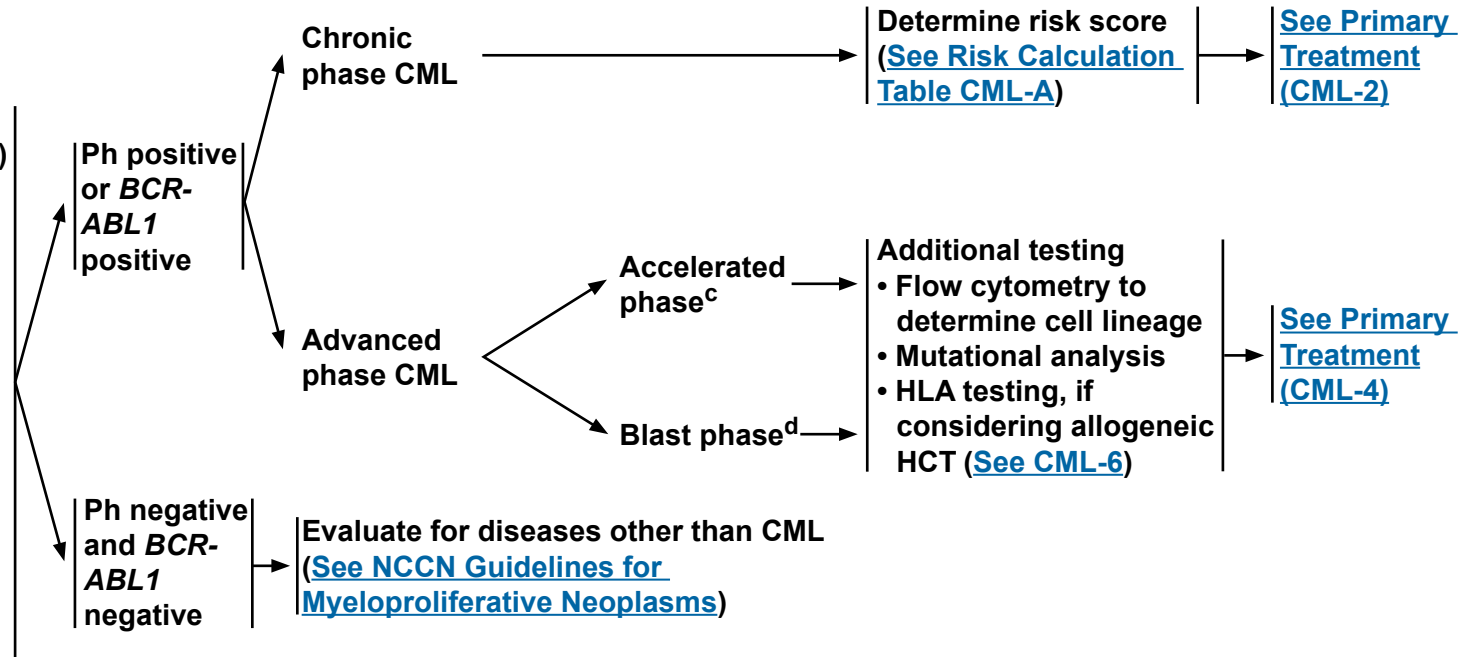 Chronic
phase CML
Determine risk score
(See Risk Calculation
Table CML-A)
See Primary
Treatment
(CML-2)
)
Ph positive
or BCR-
ABL1
positive
Advanced
phase CML
Accelerated
phasec
Blast phased
Additional testing
• Flow cytometry to
determine cell lineage
• Mutational analysis
• HLA testing, if
considering allogeneic
HCT (See CML-6)
See Primary
Treatment
(CML-4)
Ph negative
and BCR-
ABL1
negative
Evaluate for diseases other than CML
(See NCCN Guidelines for
Myeloproliferative Neoplasms)